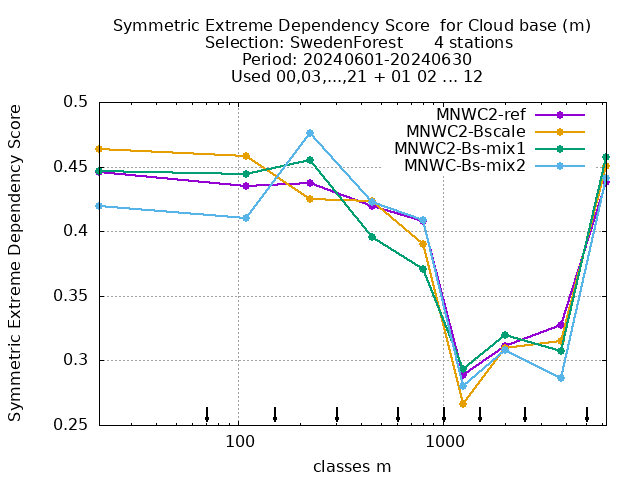 Symmetric Extreme Dependency Score  for Cloud base (m)
Selection: SwedenForest      4 stations
Period: 20240601-20240630
Used 00,03,...,21 + 01 02 ... 12
Symmetric Extreme Dependency Score
0.5
0.45
0.4
0.35
0.3
0.25
MNWC2-ref
MNWC2-Bscale
MNWC2-Bs-mix1
MNWC-Bs-mix2
100
1000
classes m